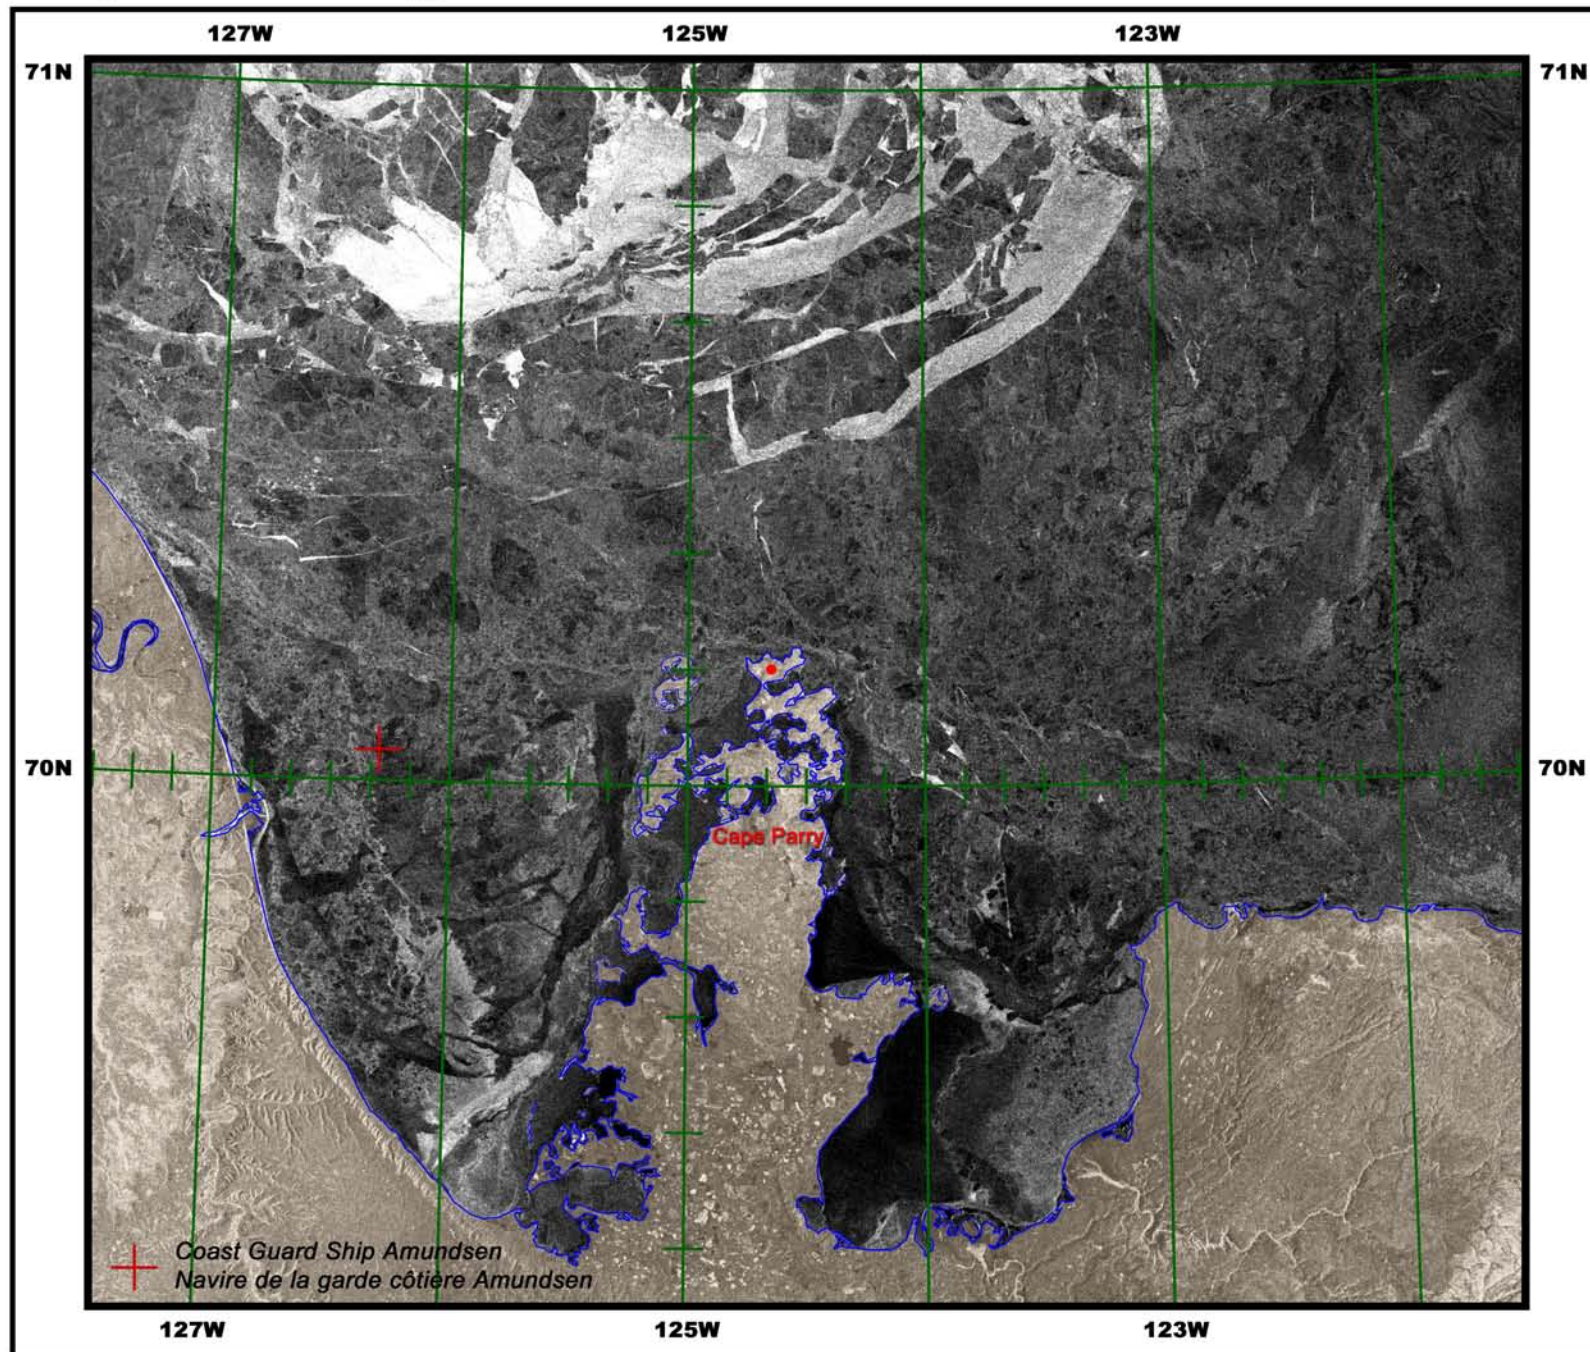 127W 125W 123W
71N 71N
70N 70N
Cape Parry
Coast Guard Ship Amundsen
Navire de la garde côtière Amundsen
127W 125W 123W